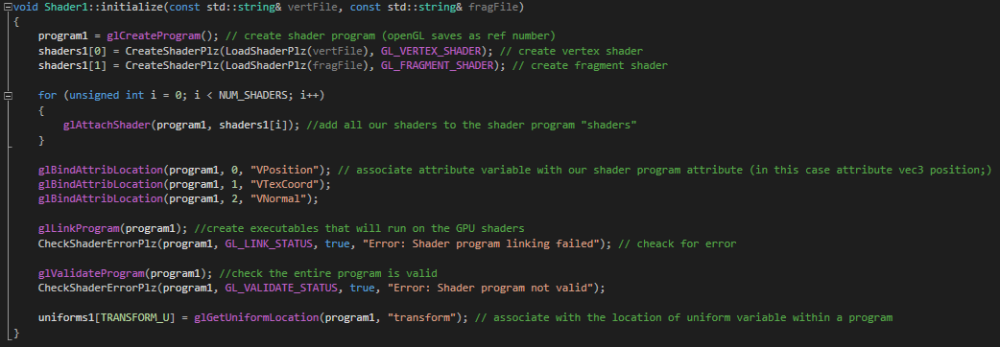 void Shader1::initialize(const std::string& vertFile, const std::string& fragFile)
{
program1 = glCreateProgram(); // create shader program (openGL saves as ref number)
shaders1[0] = CreateShaderPlz(LoadShaderPlz(vertFile), GL_VERTEX_SHADER); // create vertex shader
shaders1[1] = CreateShaderPlz(LoadShaderPlz(fragFile), GL_FRAGMENT_SHADER); // create fragment shader
for (unsigned int i = 0; i < NUM_SHADERS; i++)
{
glAttachShader(program1, shaders1[i]); //add all our shaders to the shader program "shaders"
}
glBindAttribLocation(program1, 0, "VPosition"); // associate attribute variable with our shader program attribute (in this case attribute vec3 position;)
glBindAttribLocation(program1, 1, "VTexCoord");
glBindAttribLocation(program1, 2, "VNormal");
glLinkProgram(program1); //create executables that will run on the GPU shaders
CheckShaderErrorPlz(program1, GL_LINK_STATUS, true, "Error: Shader program linking failed"); // cheack for error
glValidateProgram(program1); //check the entire program is valid
CheckShaderErrorPlz(program1, GL_VALIDATE_STATUS, true, "Error: Shader program not valid");
uniforms1[TRANSFORM_U] = glGetUniformLocation(program1, "transform"); // associate with the location of uniform variable within a program
}